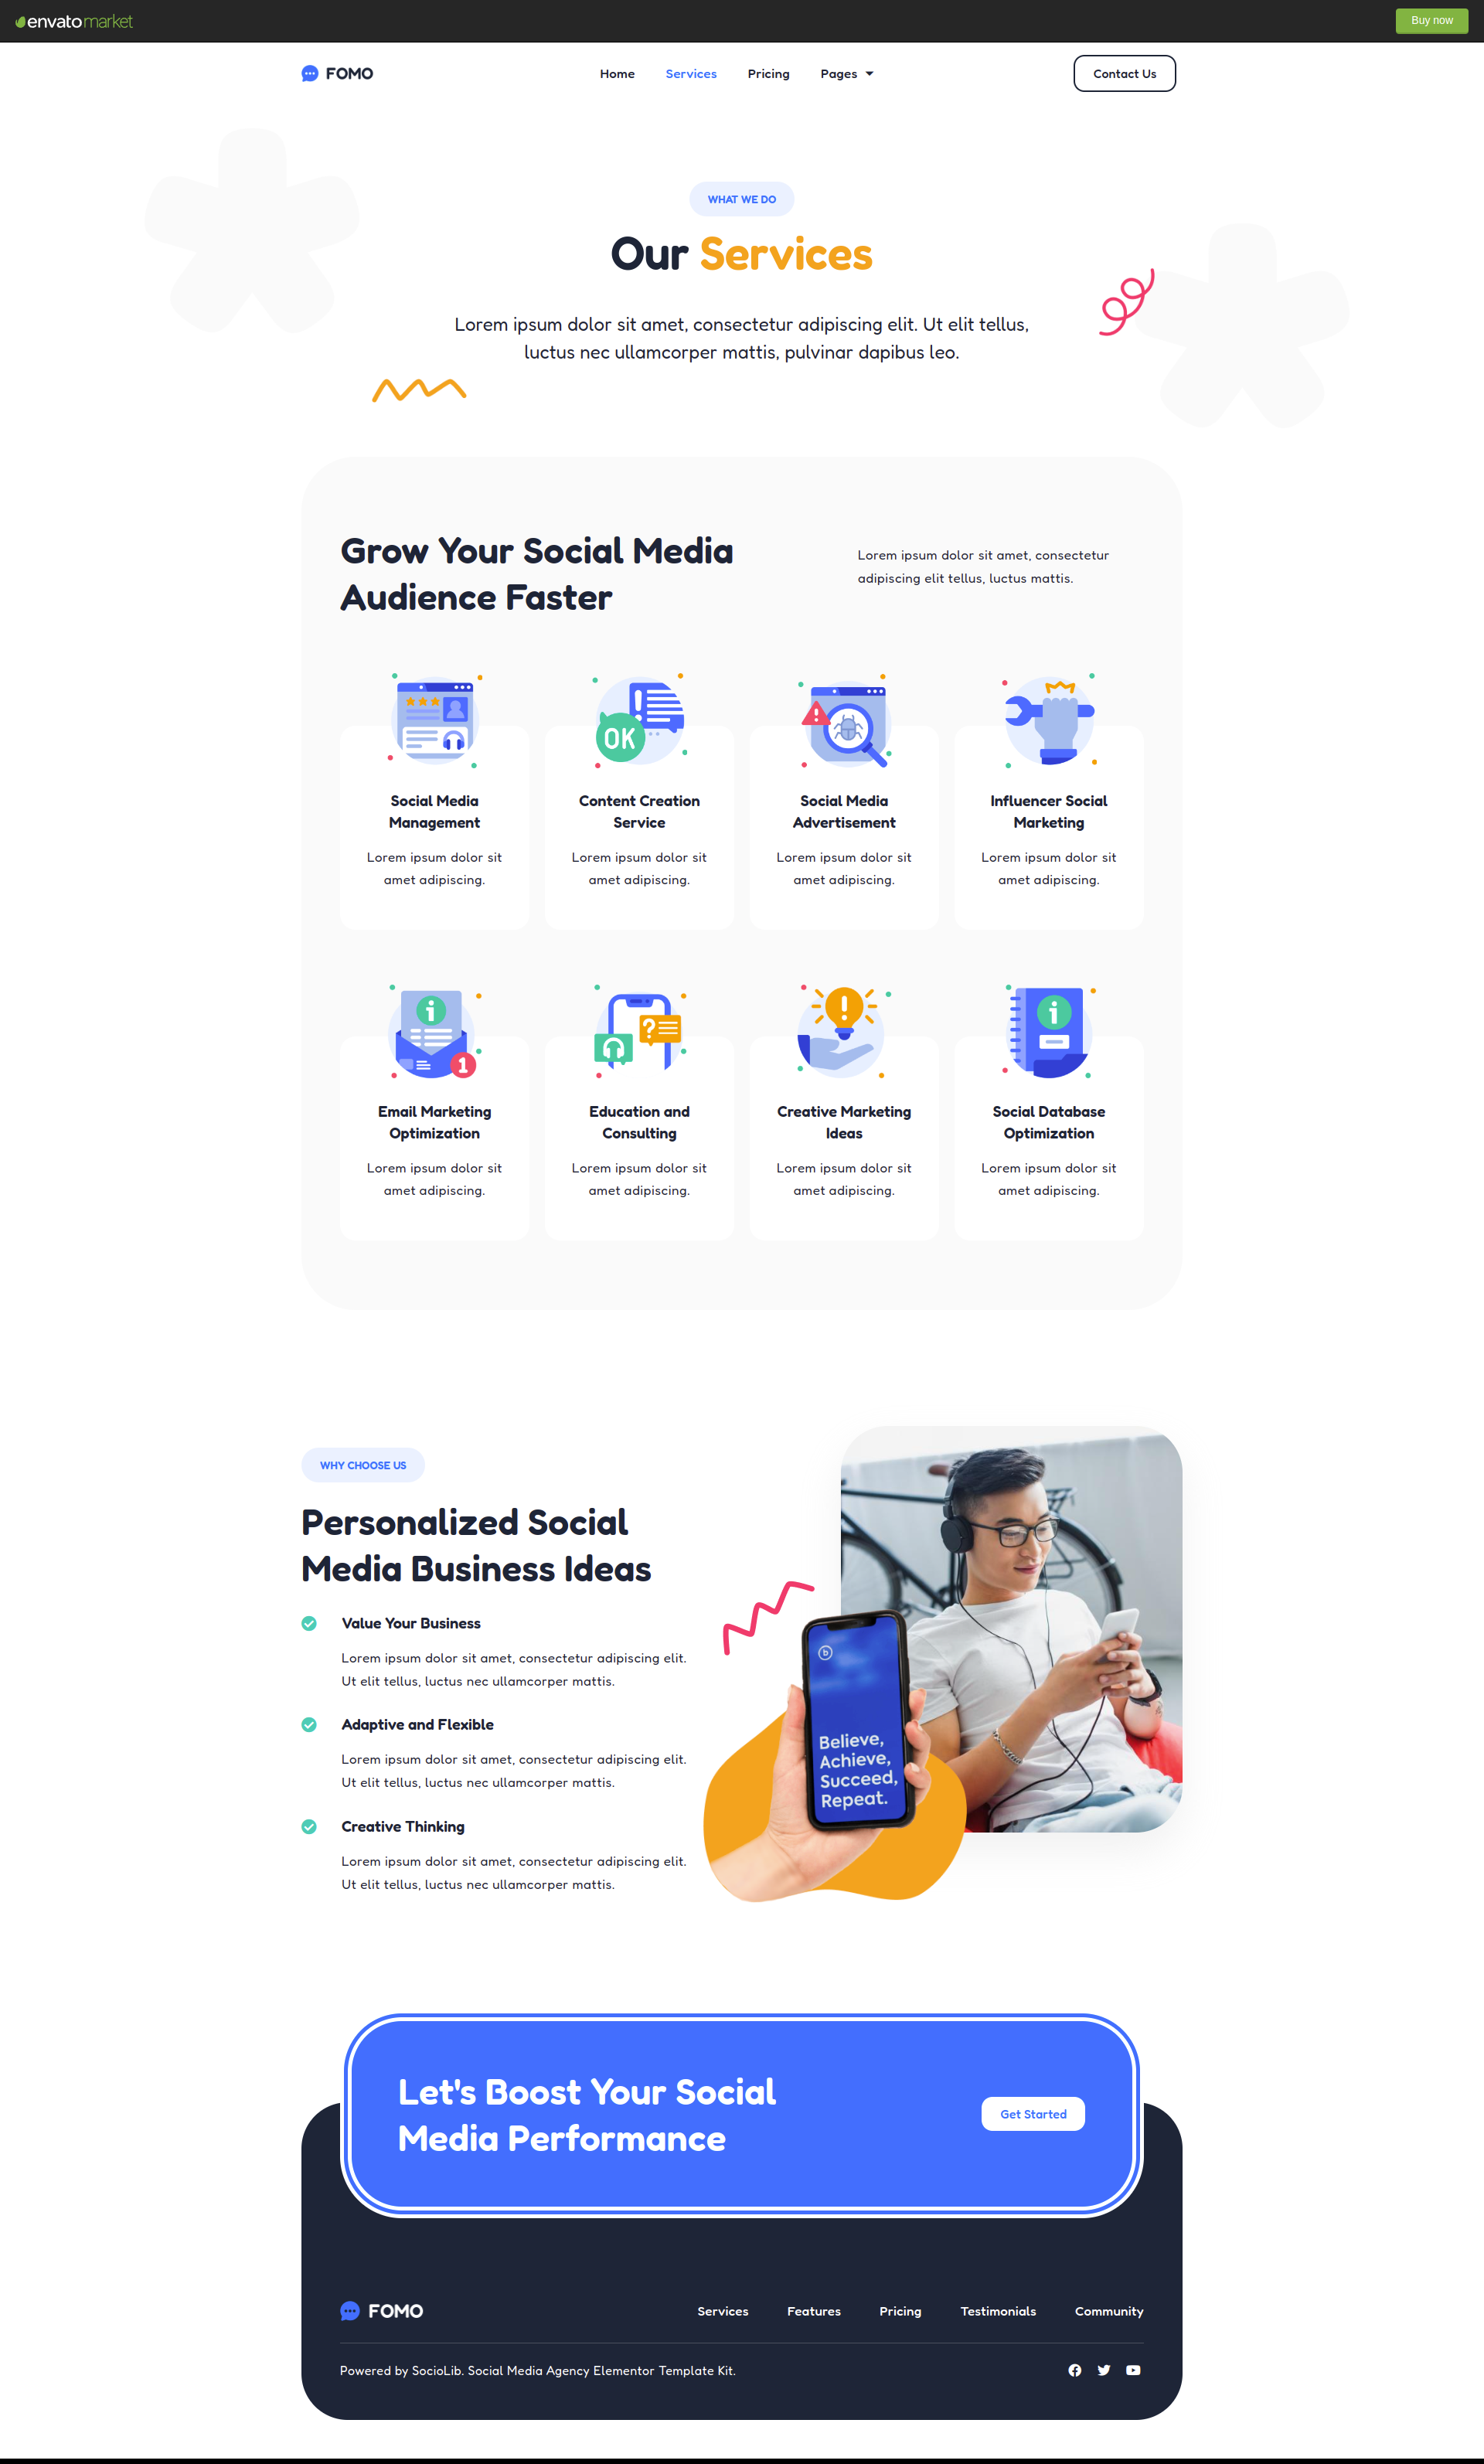 envato market
Buy now
FOMO
Home
Services
Pricing
Pages
Contact Us
WHAT WE DO
Our Services
Lorem ipsum dolor sit amet, consectetur adipiscing elit. Ut elit tellus,
luctus nec ullamcorper mattis, pulvinar dapibus leo.
Grow Your Social Media
Audience Faster
Lorem ipsum dolor sit amet, consectetur
adipiscing elit tellus, luctus mattis.
OK
Social Media
Management
Lorem ipsum dolor sit
amet adipiscing.
Content Creation
Service
Lorem ipsum dolor sit
amet adipiscing.
Social Media
Advertisement
Lorem ipsum dolor sit
amet adipiscing.
Influencer Social
Marketing
Lorem ipsum dolor sit
amet adipiscing.
i
1
?
!
i
Email Marketing
Optimization
Lorem ipsum dolor sit
amet adipiscing.
Education and
Consulting
Lorem ipsum dolor sit
amet adipiscing.
Creative Marketing
Ideas
Lorem ipsum dolor sit
amet adipiscing.
Social Database
Optimization
Lorem ipsum dolor sit
amet adipiscing.
WHY CHOOSE US
Personalized Social
Media Business Ideas
Value Your Business
Lorem ipsum dolor sit amet, consectetur adipiscing elit.
Ut elit tellus, luctus nec ullamcorper mattis.
Adaptive and Flexible
Lorem ipsum dolor sit amet, consectetur adipiscing elit.
Ut elit tellus, luctus nec ullamcorper mattis.
Creative Thinking
Lorem ipsum dolor sit amet, consectetur adipiscing elit.
Ut elit tellus, luctus nec ullamcorper mattis.
b
Believe,
Achieve,
Succeed,
Repeat.
Let's Boost Your Social
Media Performance
Get Started
FOMO
Services
Features
Pricing
Testimonials
Community
Powered by SocioLib. Social Media Agency Elementor Template Kit.